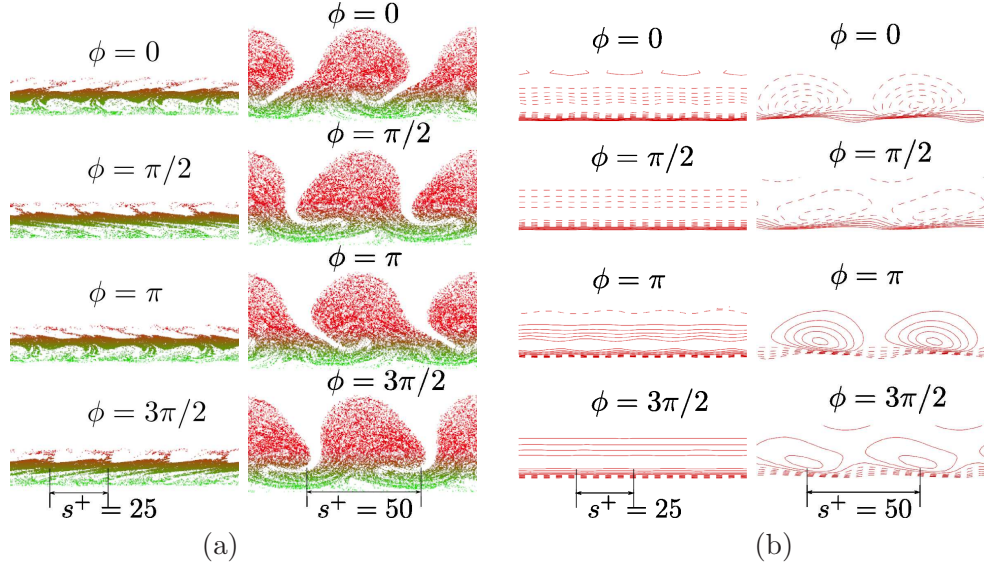 ϕ = 0
ϕ = 0
ϕ = π/2
ϕ = π/2
ϕ = π
ϕ = π
ϕ = 3π/2
ϕ = 3π/2
s⁺ = 25
s⁺ = 50
(a)
ϕ = 0
ϕ = 0
ϕ = π/2
ϕ = π/2
ϕ = π
ϕ = π
ϕ = 3π/2
ϕ = 3π/2
s⁺ = 25
s⁺ = 50
(b)